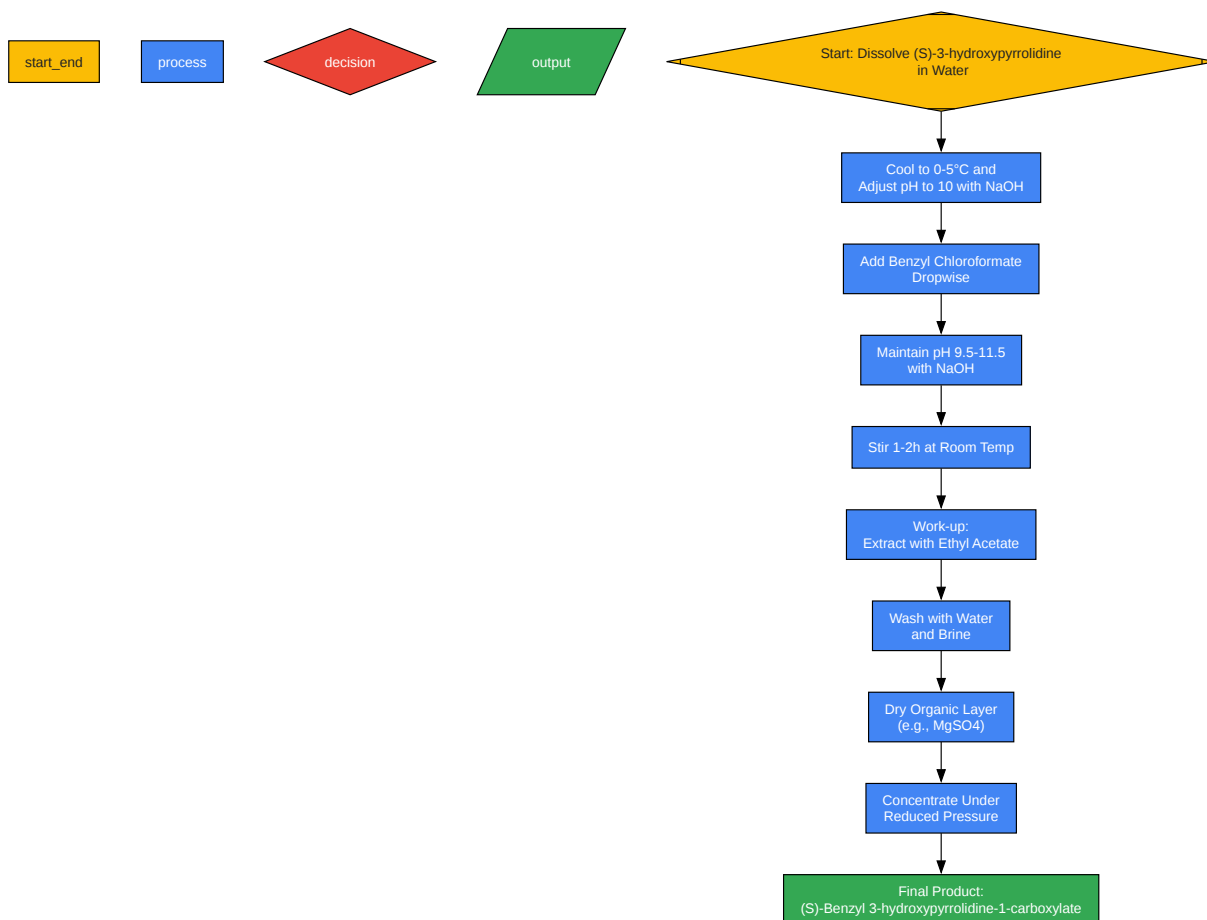 start_end
process
decision
output
Start: Dissolve (S)-3-hydroxypyrrolidine
in Water
Cool to 0-5°C and
Adjust pH to 10 with NaOH
Add Benzyl Chloroformate
Dropwise
Maintain pH 9.5-11.5
with NaOH
Stir 1-2h at Room Temp
Work-up:
Extract with Ethyl Acetate
Wash with Water
and Brine
Dry Organic Layer
(e.g., MgSO4)
Concentrate Under
Reduced Pressure
Final Product:
(S)-Benzyl 3-hydroxypyrrolidine-1-carboxylate